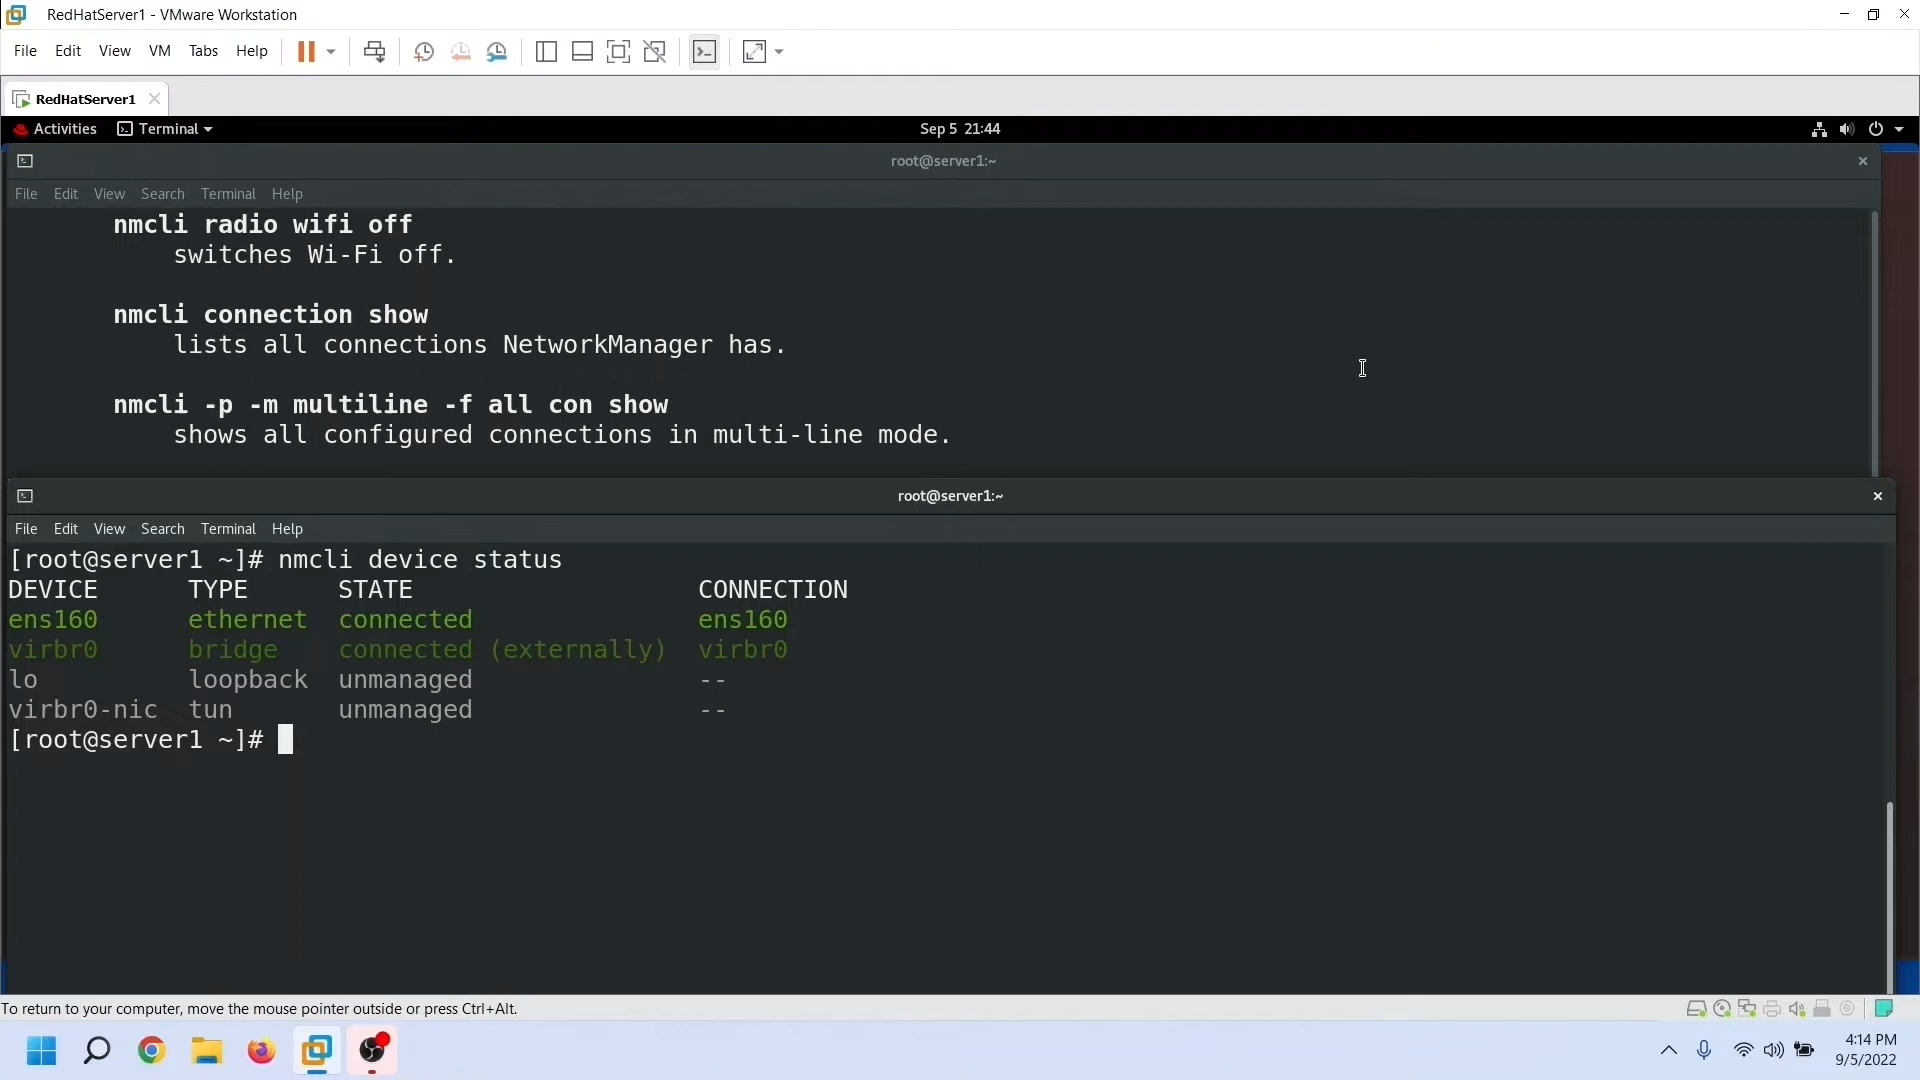 RedHatServer1 - VMware Workstation
File Edit View VM Tabs Help
RedHatServer1
Activities Terminal Sep 5 21:44
root@server1:~
File Edit View Search Terminal Help
nmcli radio wifi off
switches Wi-Fi off.
nmcli connection show
lists all connections NetworkManager has.
nmcli -p -m multiline -f all con show
shows all configured connections in multi-line mode.
root@server1:~
File Edit View Search Terminal Help
[root@server1 ~]# nmcli device status
DEVICE TYPE STATE CONNECTION
ens160 ethernet connected ens160
virbr0 bridge connected (externally) virbr0
lo loopback unmanaged --
virbr0-nic tun unmanaged --
[root@server1 ~]#
To return to your computer, move the mouse pointer outside or press Ctrl+Alt.
4:14 PM
9/5/2022